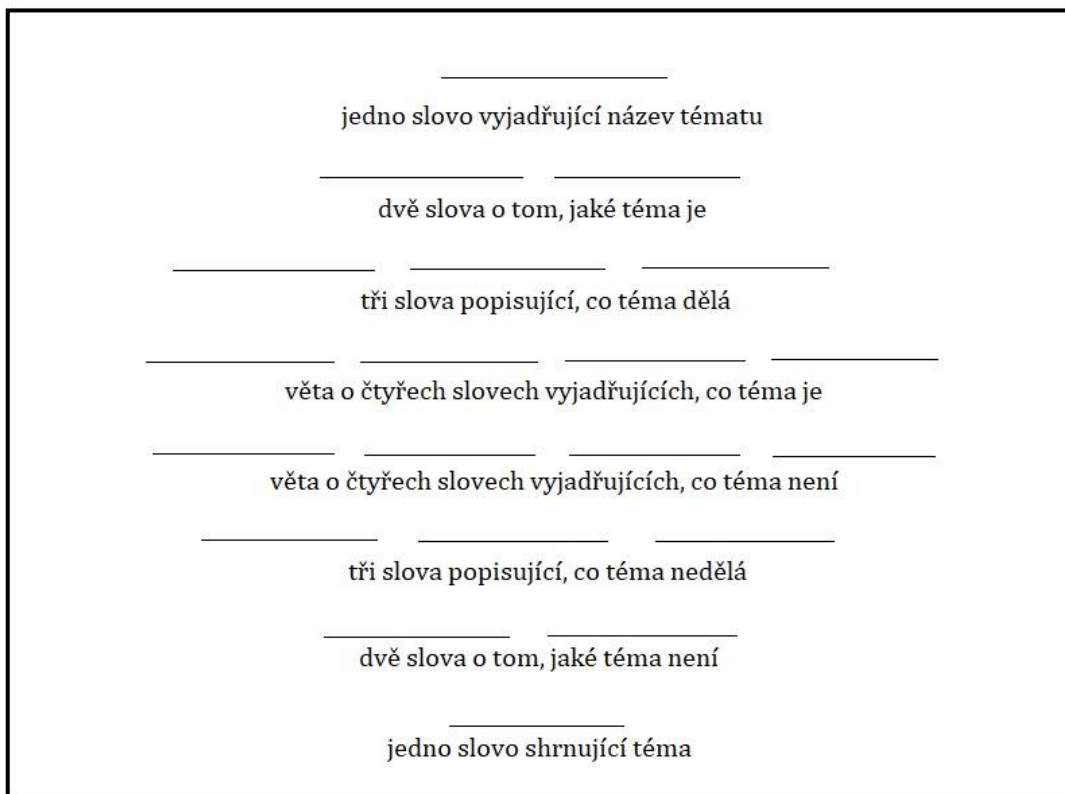 jedno slovo vyjadřující název tématu
dvě slova o tom, jaké téma je
tři slova popisující, co téma dělá
věta o čtyřech slovech vyjadřujících, co téma je
věta o čtyřech slovech vyjadřujících, co téma není
tři slova popisující, co téma nedělá
dvě slova o tom, jaké téma není
jedno slovo shrnující téma